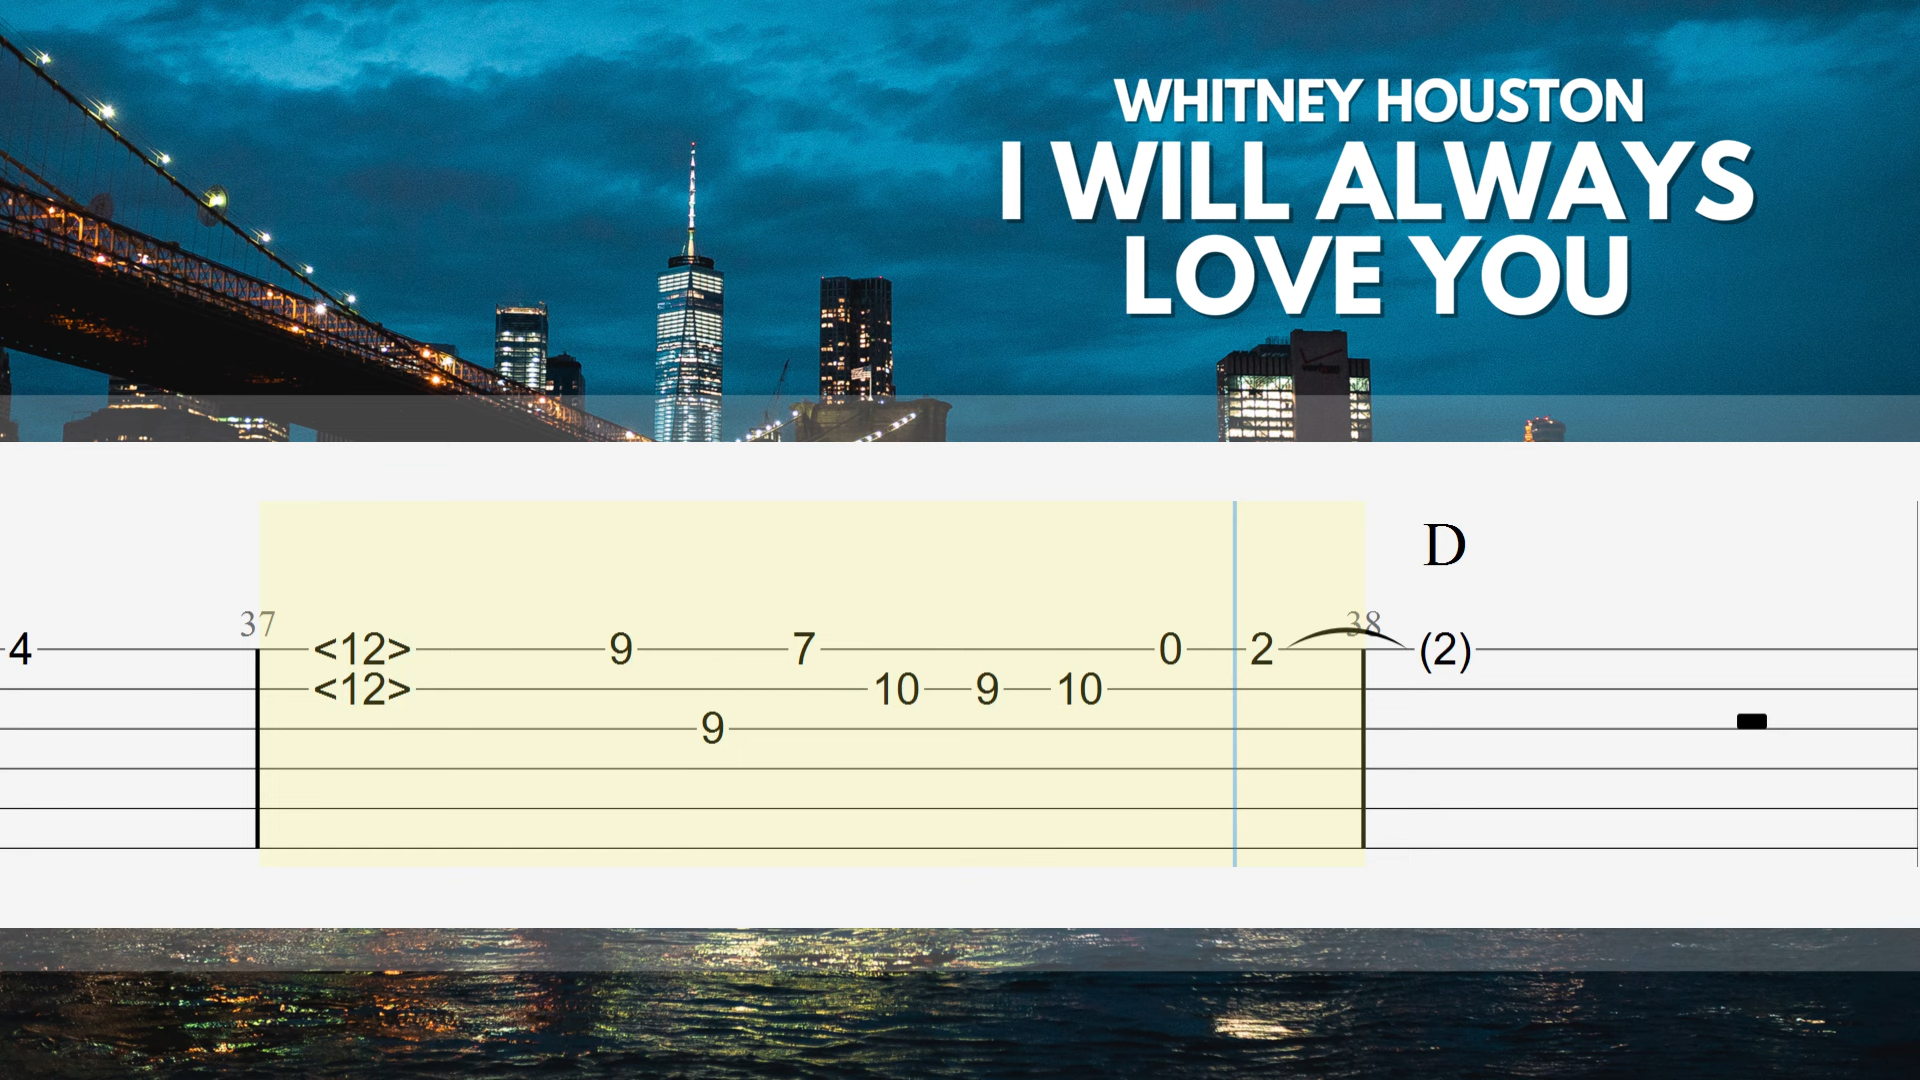 WHITNEY HOUSTON
I WILL ALWAYS
LOVE YOU
D
37 38
4 <12> 9 7 0 2 (2)
<12> 10 9 10
9